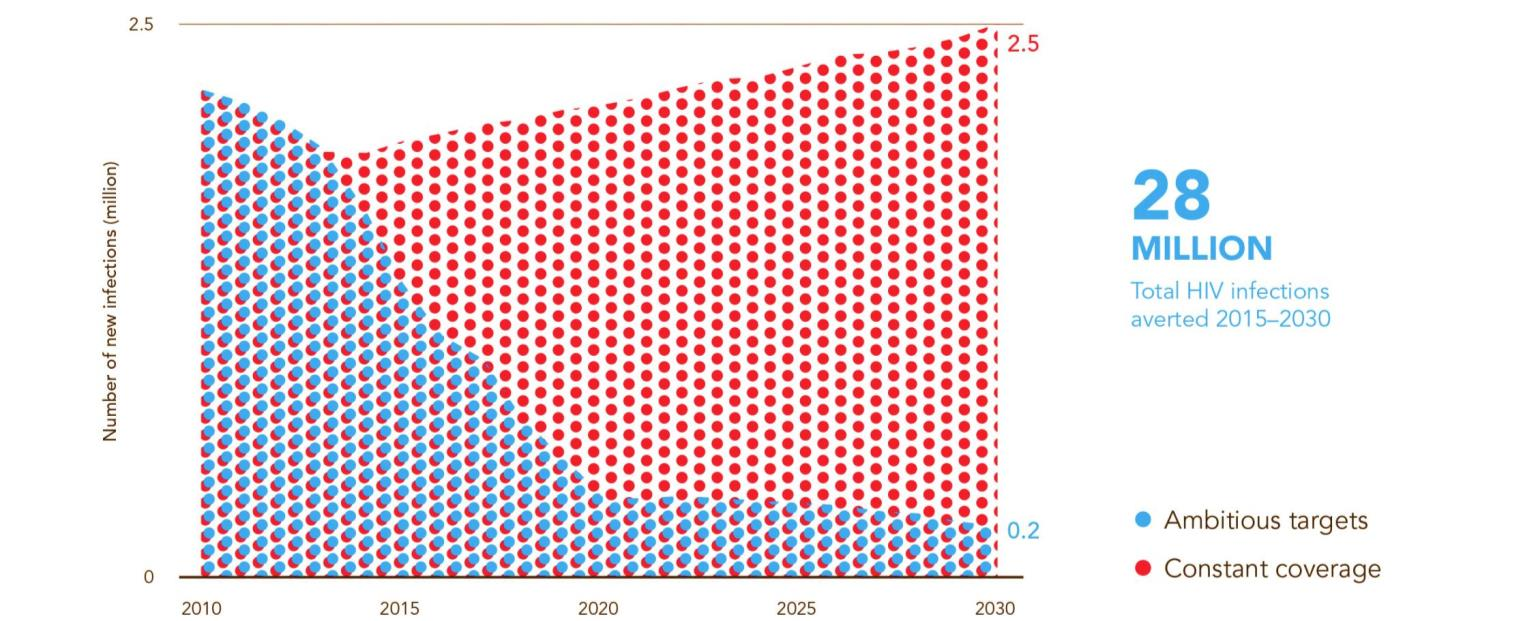 2.5
2.5
Number of new infections (million)
28
MILLION
Total HIV infections
averted 2015–2030
0.2
Ambitious targets
Constant coverage
0
2010 2015 2020 2025 2030